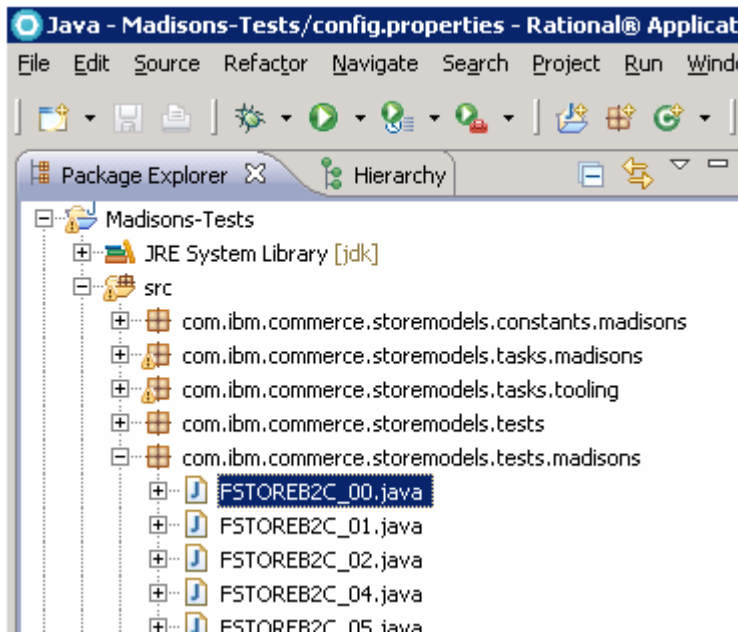 Java - Madisons-Tests/config.properties - Rational® Applicat
File Edit Source Refactor Navigate Search Project Run Windo
Package Explorer Hierarchy
Madisons-Tests
JRE System Library [jdk]
src
com.ibm.commerce.storemodels.constants.madisons
com.ibm.commerce.storemodels.tasks.madisons
com.ibm.commerce.storemodels.tasks.tooling
com.ibm.commerce.storemodels.tests
com.ibm.commerce.storemodels.tests.madisons
FSTOREB2C_00.java
FSTOREB2C_01.java
FSTOREB2C_02.java
FSTOREB2C_04.java
FSTOREB2C_05.java